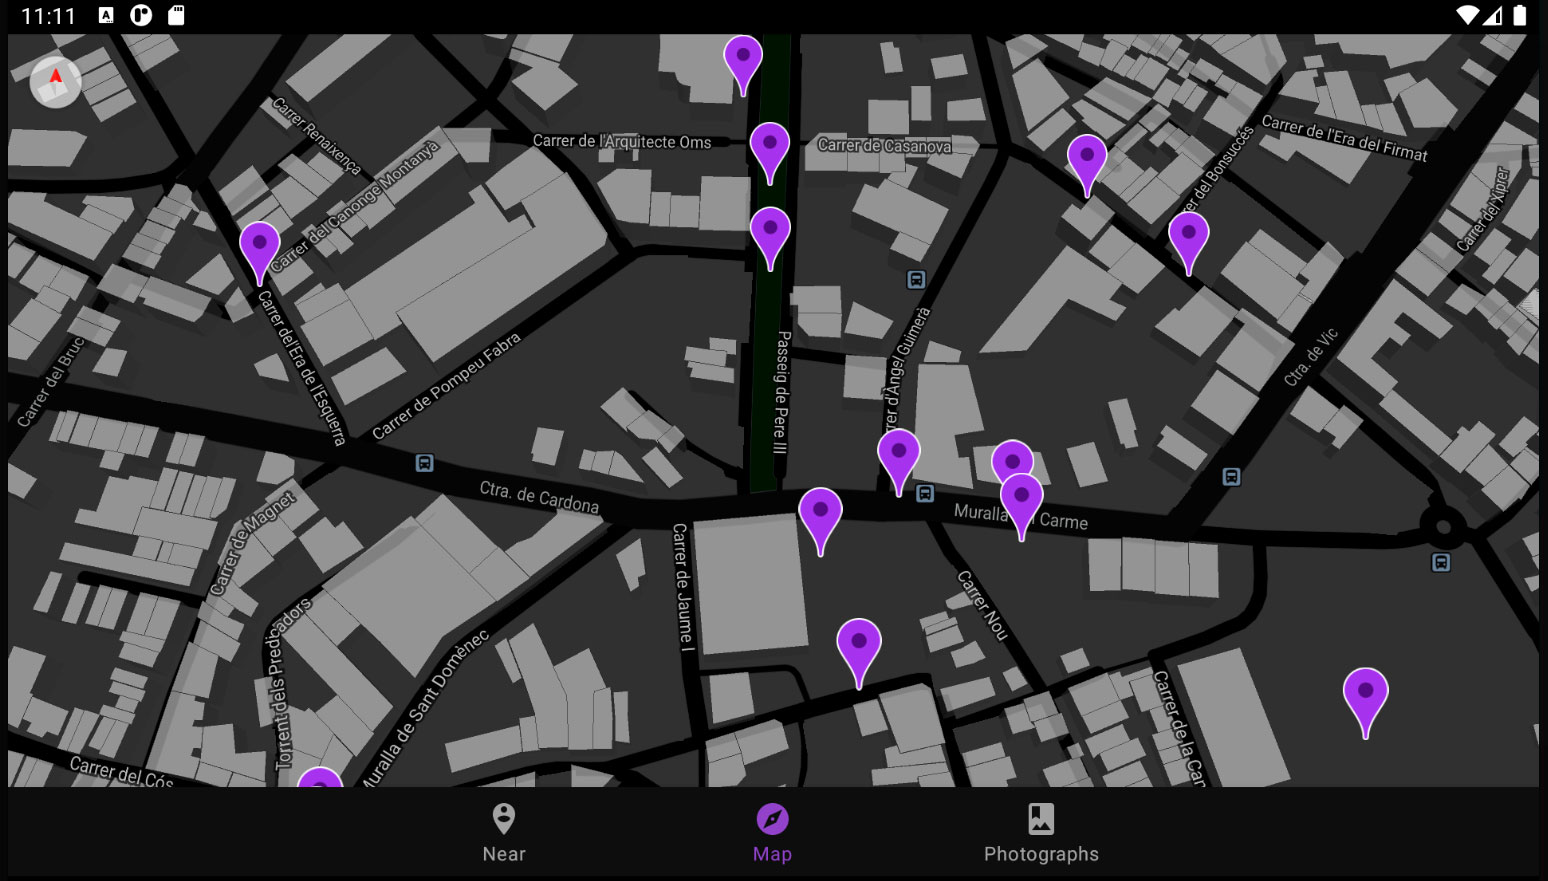 11:11
Carrer Renaixença
Carrer de l'Arquitecte Oms
Carrer de Casanova
Carrer de l'Era del Firmat
rer del Bonsuccés
Carrer del Xiprer
Carrer del Canonge Montanyà
Carrer del Bruc
Carrer de l'Era de l'Esquerra
Carrer de Pompeu Fabra
Passeig de Pere III
rer d'Àngel Guimerà
Ctra. de Vic
Ctra. de Cardona
Muralla Carme
Carrer de Magnet
Carrer de Jaume I
Carrer Nou
Torrent dels Predicadors
Muralla de Sant Domènec
Carrer de la Can
Carrer del Cós
Near
Map
Photographs